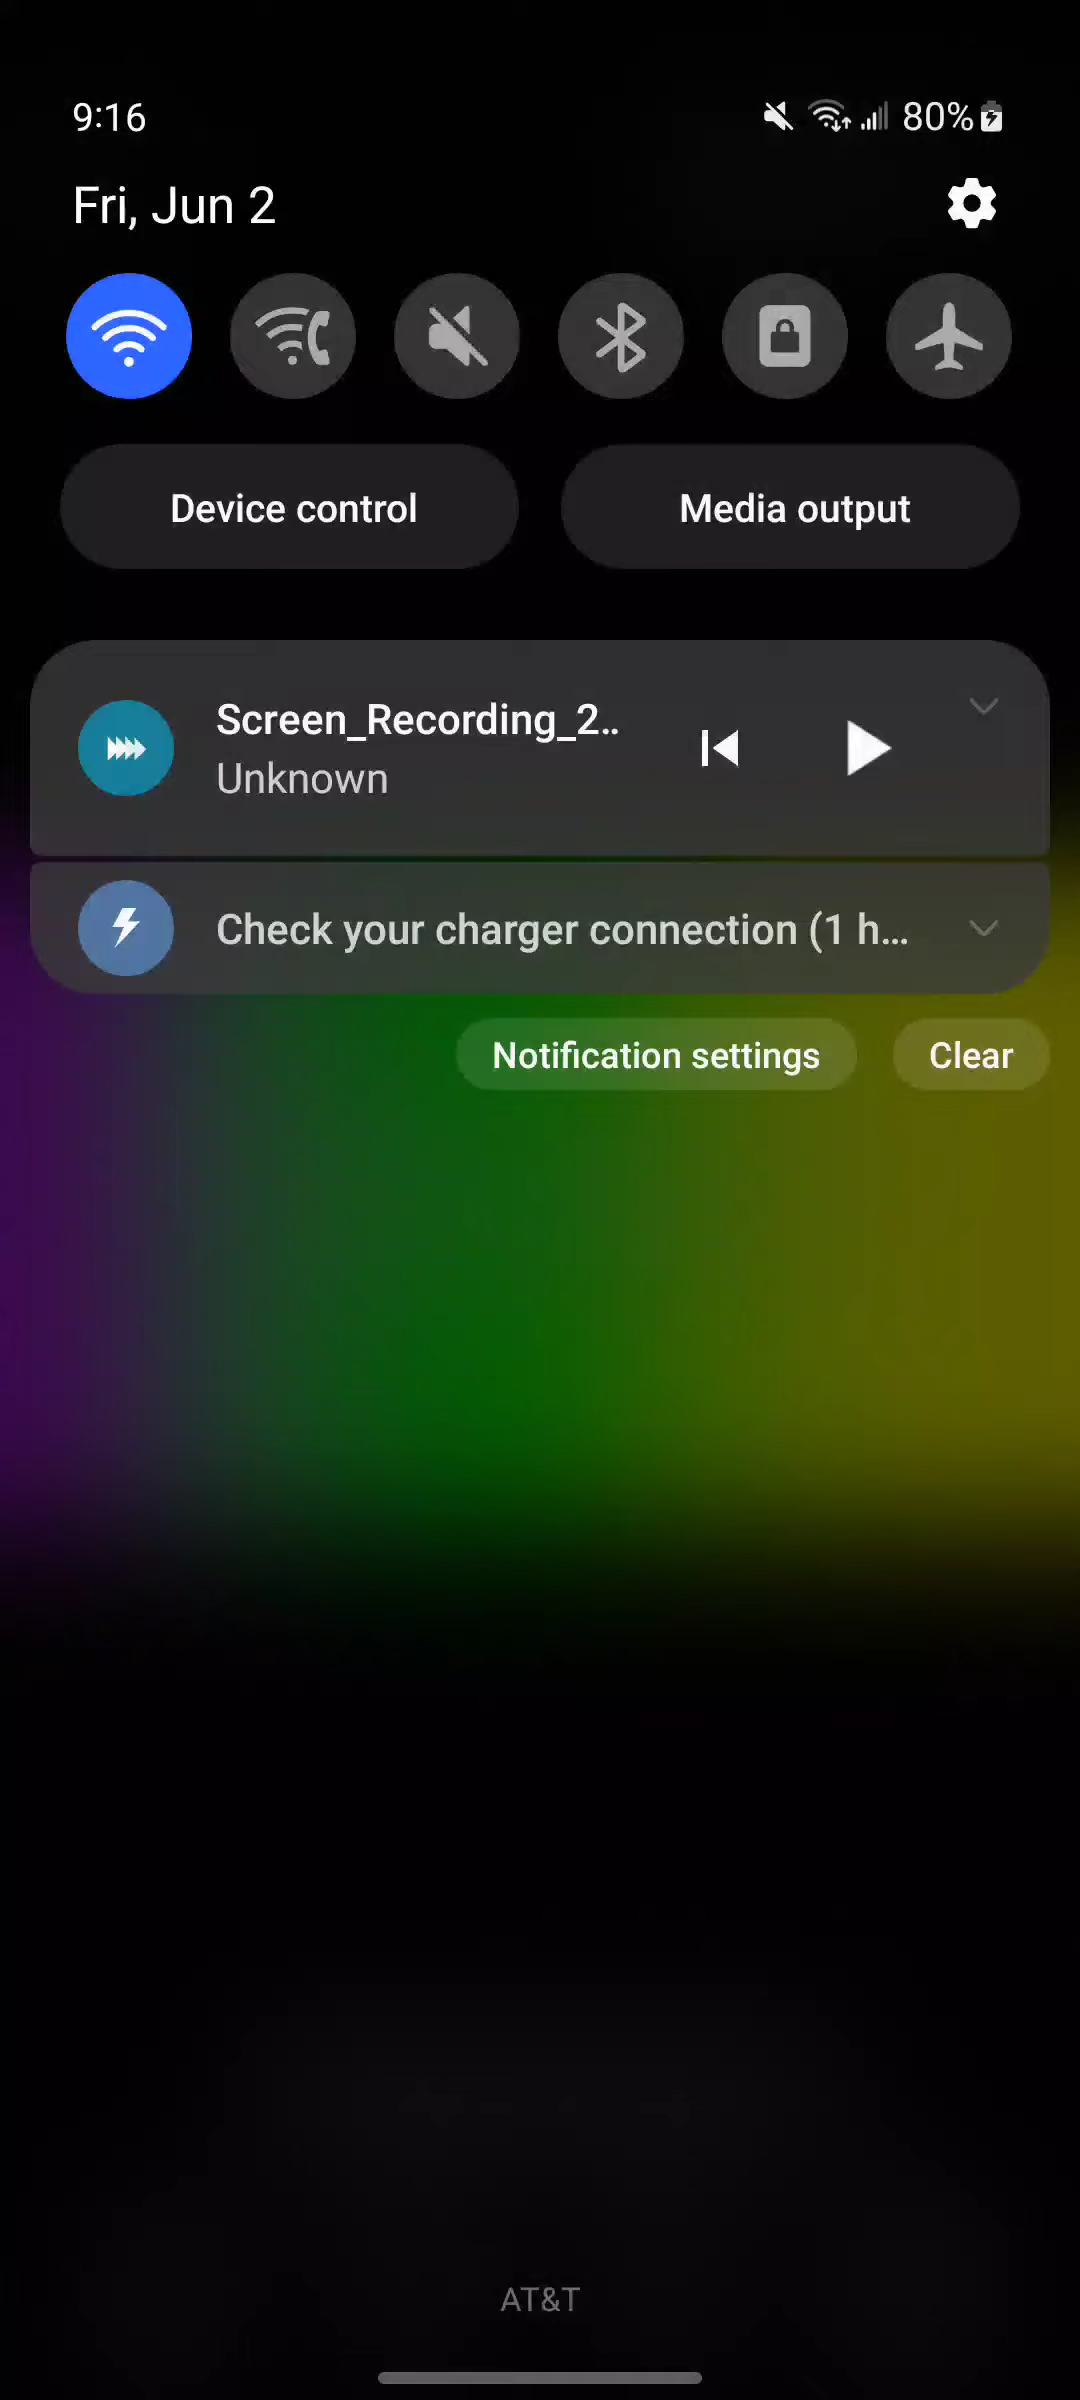 9:16 80%
Fri, Jun 2
Device control Media output
Screen_Recording_2..
Unknown
Check your charger connection (1 h...
Notification settings Clear
AT&T